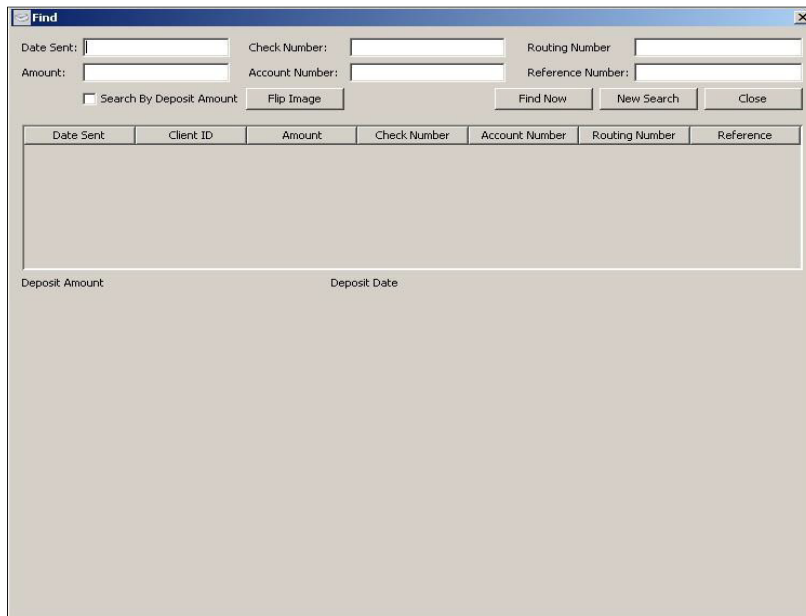 Find
Date Sent: Check Number: Routing Number
Amount: Account Number: Reference Number:
Search By Deposit Amount Flip Image Find Now New Search Close
Date Sent Client ID Amount Check Number Account Number Routing Number Reference
Deposit Amount Deposit Date